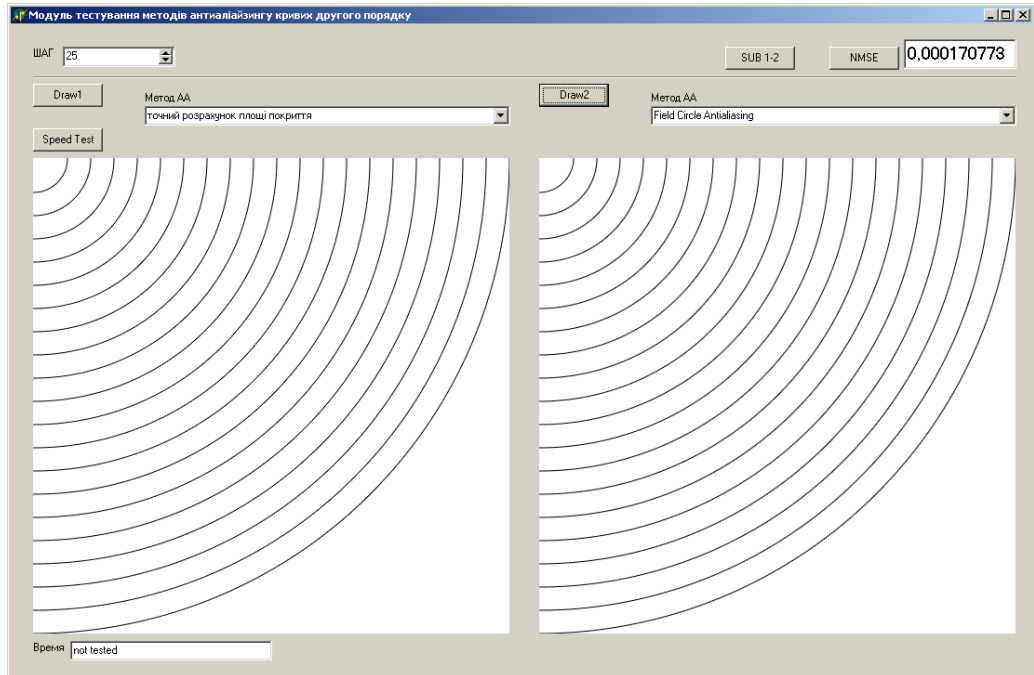 Модуль тестування методів антиаліайзингу кривих другого порядку
ШАГ 25 SUB 1-2 NMSE 0,000170773
Draw1 Метод АА Draw2 Метод АА
точний розрахунок площі покриття Field Circle Antialiasing
Speed Test
Время not tested